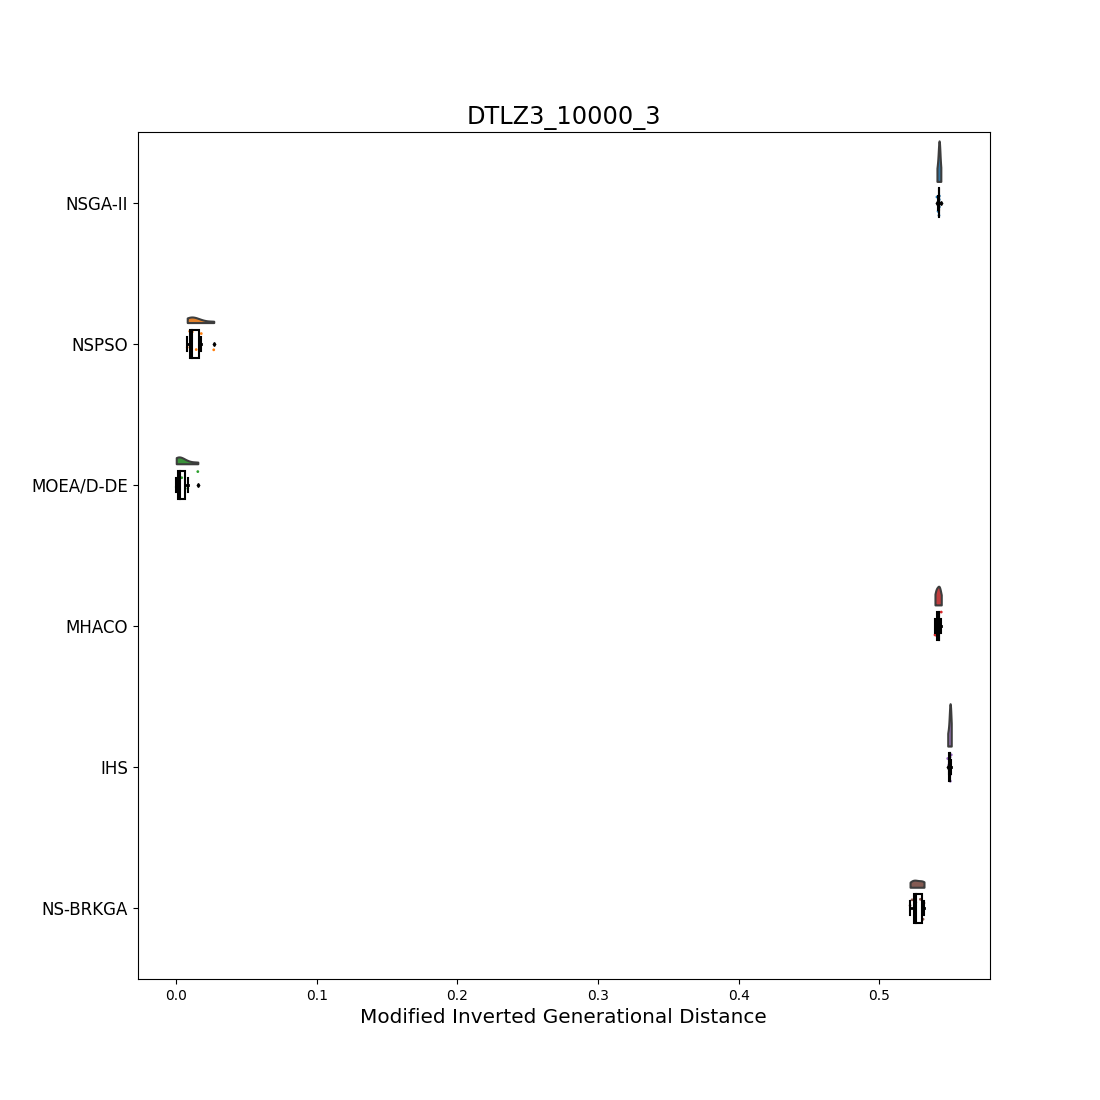 DTLZ3_10000_3
NSGA-II
NSPSO
MOEA/D-DE
MHACO
IHS
NS-BRKGA
0.0 0.1 0.2 0.3 0.4 0.5
Modified Inverted Generational Distance